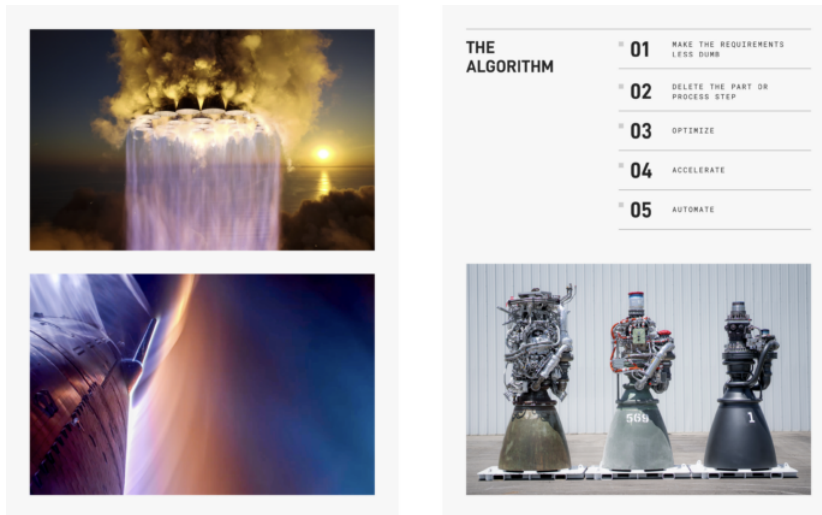 THE
ALGORITHM
01
MAKE THE REQUIREMENTS
LESS DUMB
02
DELETE THE PART OR
PROCESS STEP
03
OPTIMIZE
04
ACCELERATE
05
AUTOMATE
569
1